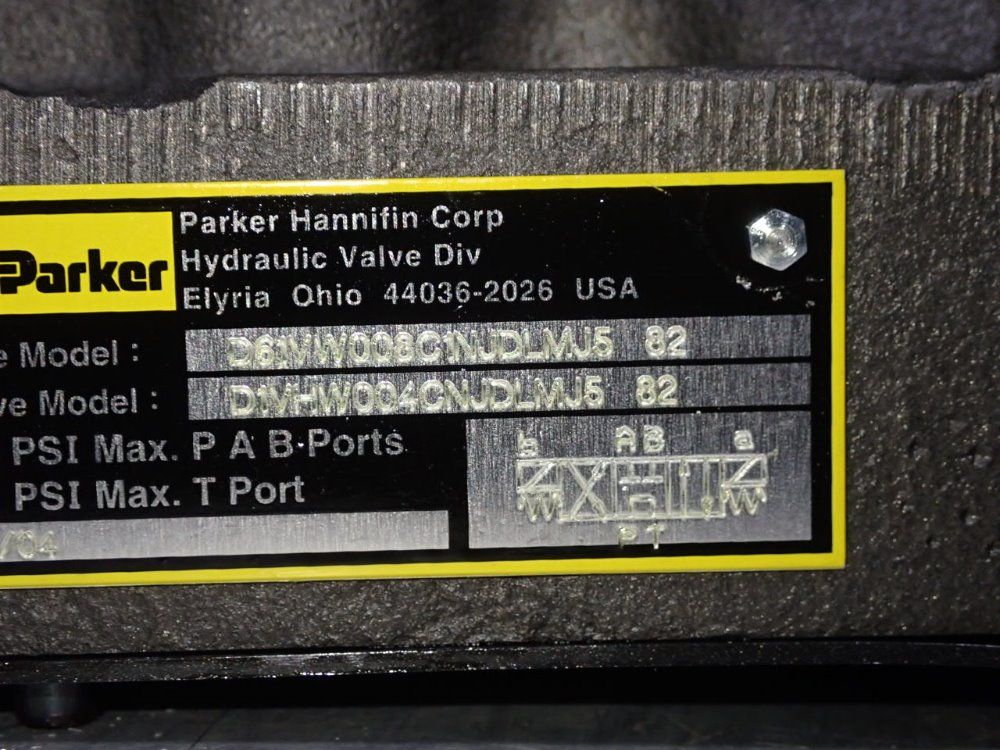 Parker
Parker Hannifin Corp
Hydraulic Valve Div
Elyria Ohio 44036-2026 USA
e Model :
D61VW008C1NJDLMJ5 82
ve Model :
D1VHW004CNJDLMJ5 82
PSI Max. P A B-Ports
PSI Max. T Port
/04
b A B a
P T